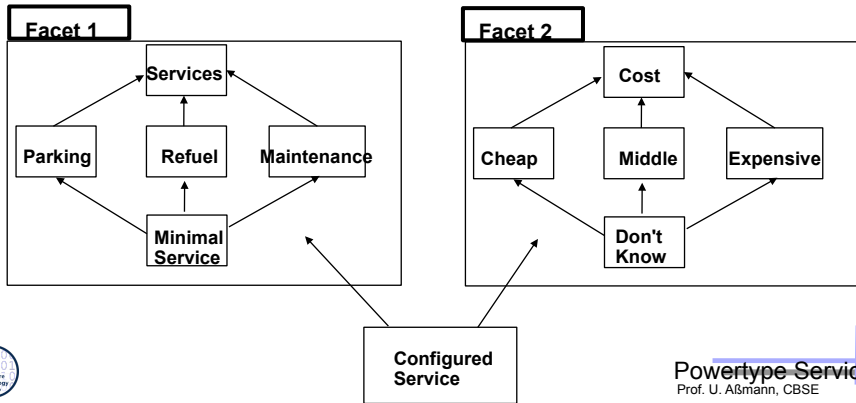 Facet 1
Services
Parking
Refuel
Maintenance
Minimal
Service
Facet 2
Cost
Cheap
Middle
Expensive
Don't
Know
Configured
Service
Prof. U. Aßmann, CBSE